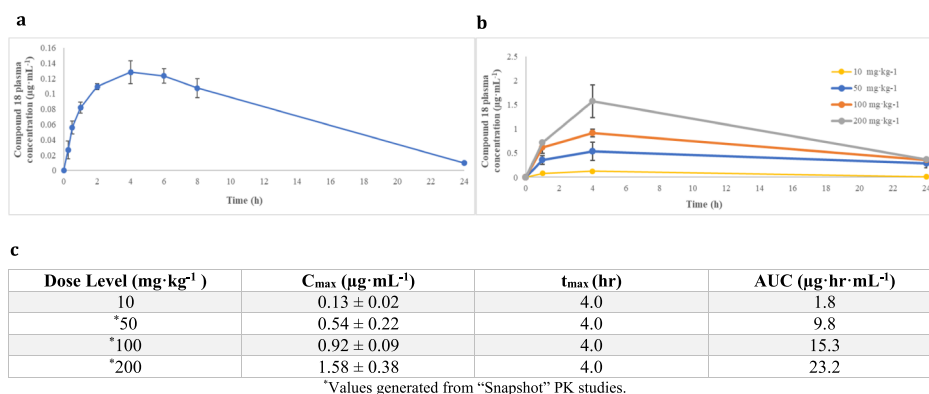 a
Compound 18 plasma concentration (µg·mL-1)
0.16
0.14
0.12
0.1
0.08
0.06
0.04
0.02
0
0 2 4 6 8 10 12 14 16 18 20 22 24
Time (h)
b
Compound 18 plasma concentration (µg·mL-1)
2.5
2
1.5
1
0.5
0
0 2 4 6 8 10 12 14 16 18 20 22 24
Time (h)
10 mg·kg-1
50 mg·kg-1
100 mg·kg-1
200 mg·kg-1
c
Dose Level (mg·kg-1 ) Cmax (µg·mL-1) tmax (hr) AUC (µg·hr·mL-1)
10 0.13 ± 0.02 4.0 1.8
*50 0.54 ± 0.22 4.0 9.8
*100 0.92 ± 0.09 4.0 15.3
*200 1.58 ± 0.38 4.0 23.2
*Values generated from “Snapshot” PK studies.